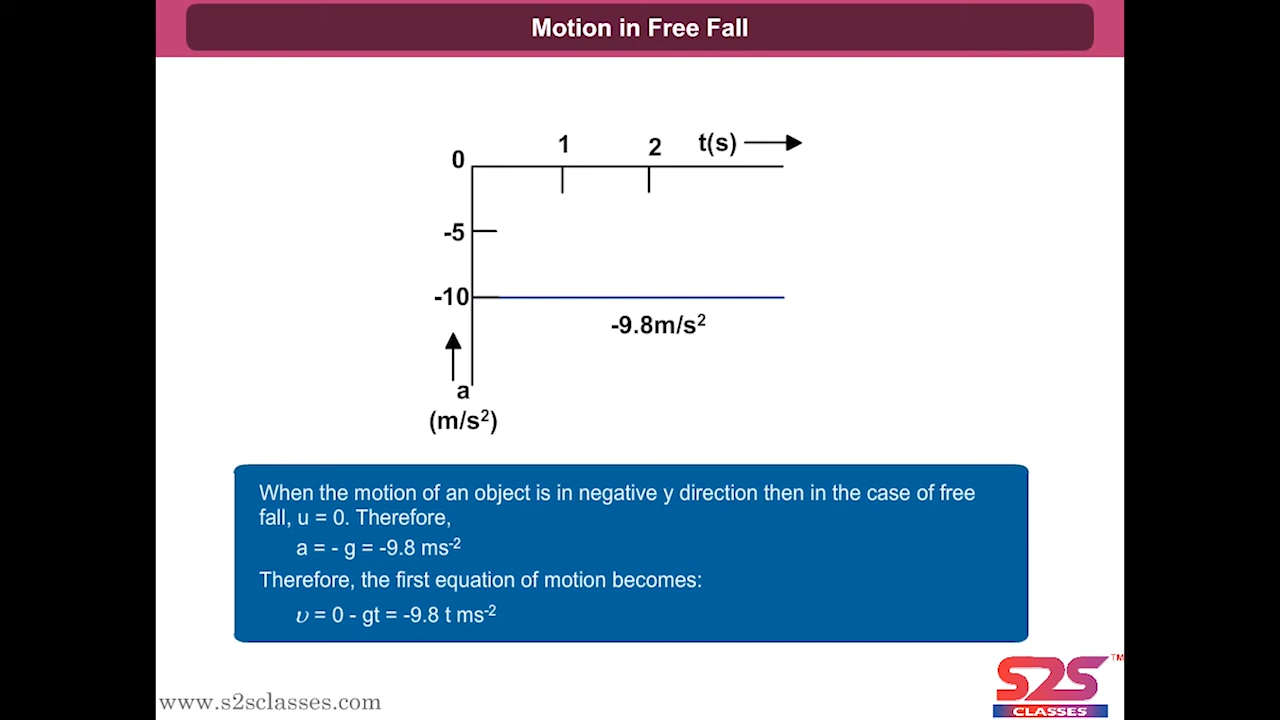 Motion in Free Fall
0 1 2 t(s)
-5
-10
-9.8m/s²
a
(m/s²)
When the motion of an object is in negative y direction then in the case of free
fall, u = 0. Therefore,
a = - g = -9.8 ms⁻²
Therefore, the first equation of motion becomes:
υ = 0 - gt = -9.8 t ms⁻²
www.s2sclasses.com
S2S TM
CLASSES